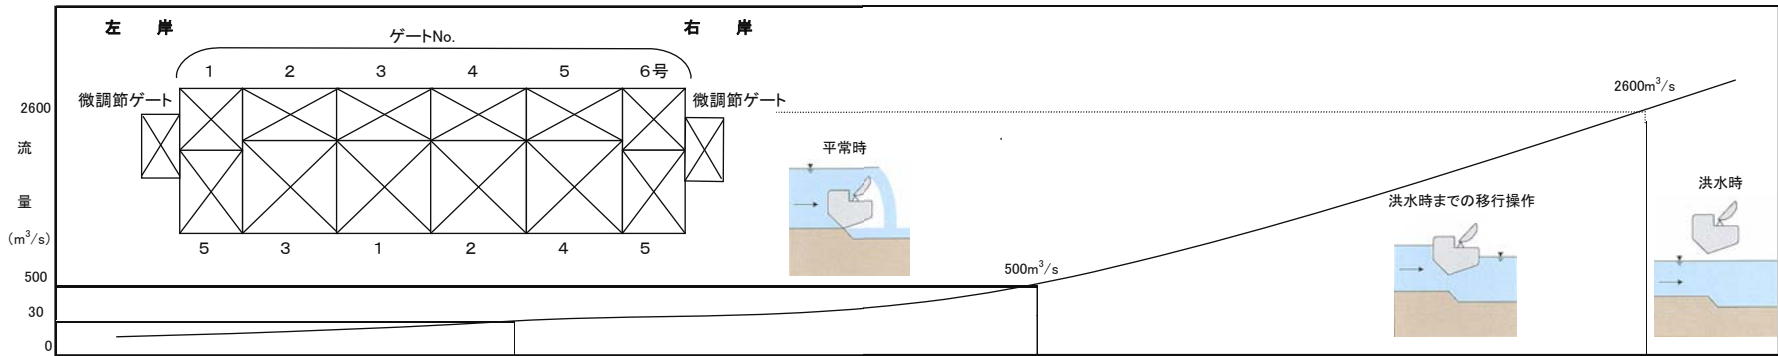 左　岸
右　岸
ゲートNo.
1 2 3 4 5 6号
微調節ゲート
微調節ゲート
5 3 1 2 4 5
2600
流
量
(m³/s)
500
30
0
平常時
500m³/s
2600m³/s
洪水時までの移行操作
洪水時